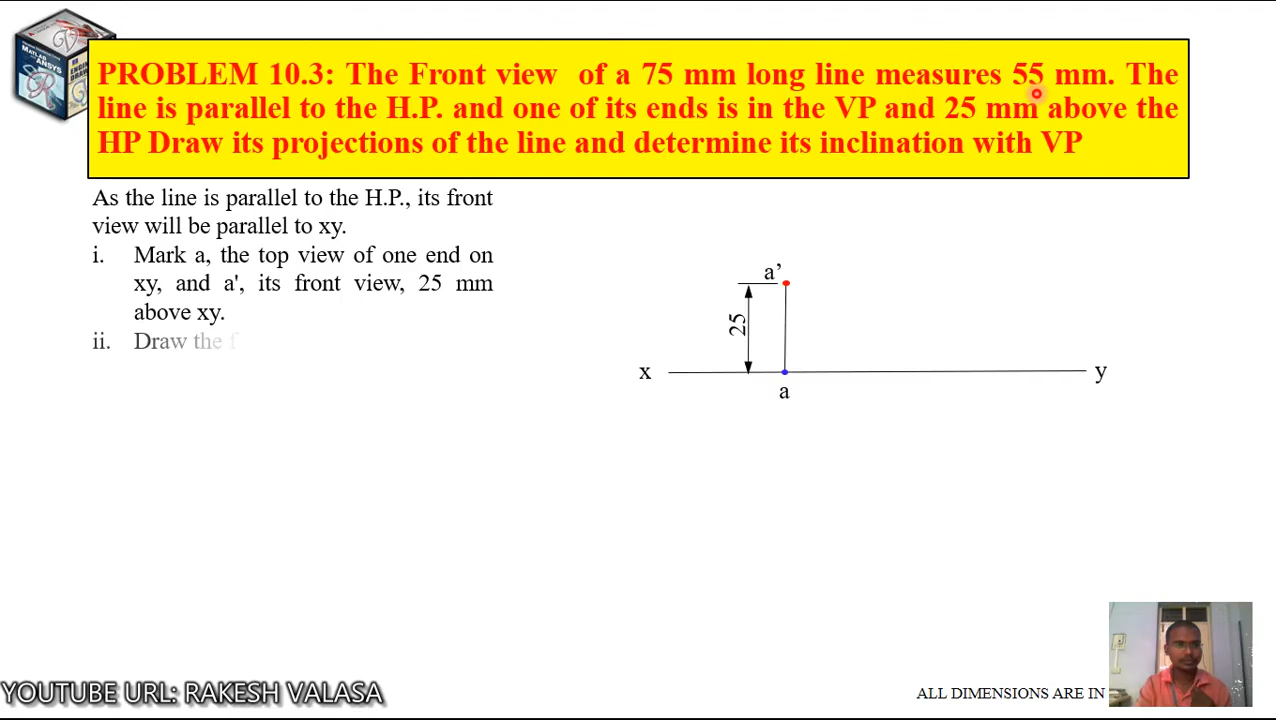 PROBLEM 10.3: The Front view of a 75 mm long line measures 55 mm. The
line is parallel to the H.P. and one of its ends is in the VP and 25 mm above the
HP Draw its projections of the line and determine its inclination with VP
As the line is parallel to the H.P., its front
view will be parallel to xy.
i. Mark a, the top view of one end on
xy, and a', its front view, 25 mm
above xy.
ii. Draw the f
a’
25
x
y
a
YOUTUBE URL: RAKESH VALASA
ALL DIMENSIONS ARE IN